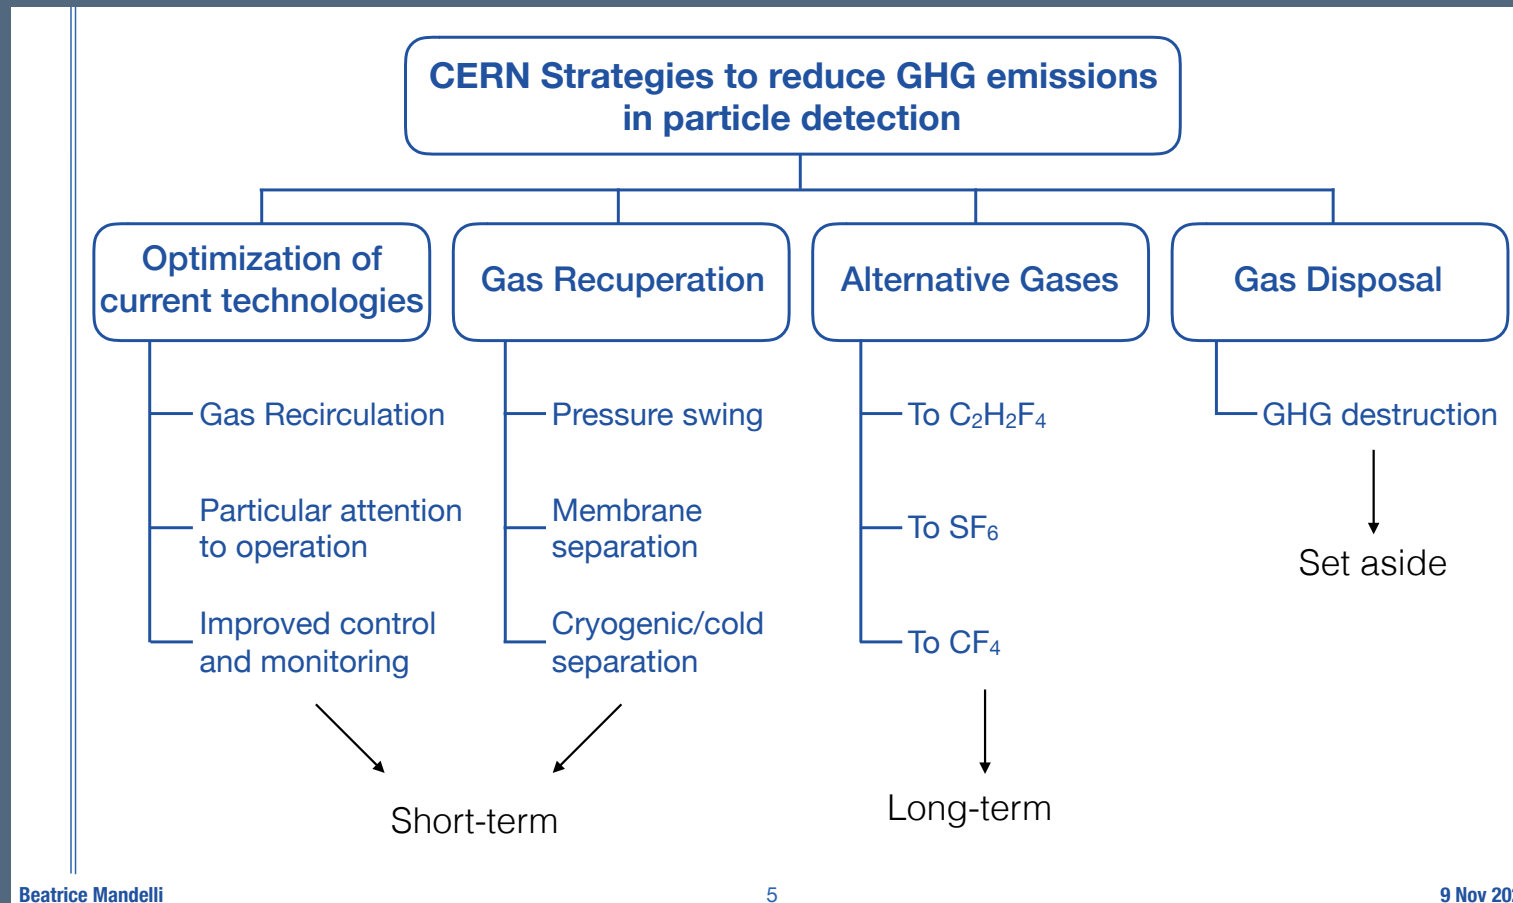 CERN Strategies to reduce GHG emissions
in particle detection
Optimization of
current technologies
Gas Recirculation
Particular attention
to operation
Improved control
and monitoring
Gas Recuperation
Pressure swing
Membrane
separation
Cryogenic/cold
separation
Short-term
Alternative Gases
To C₂H₂F₄
To SF₆
To CF₄
Long-term
Gas Disposal
GHG destruction
Set aside
Beatrice Mandelli
5
9 Nov